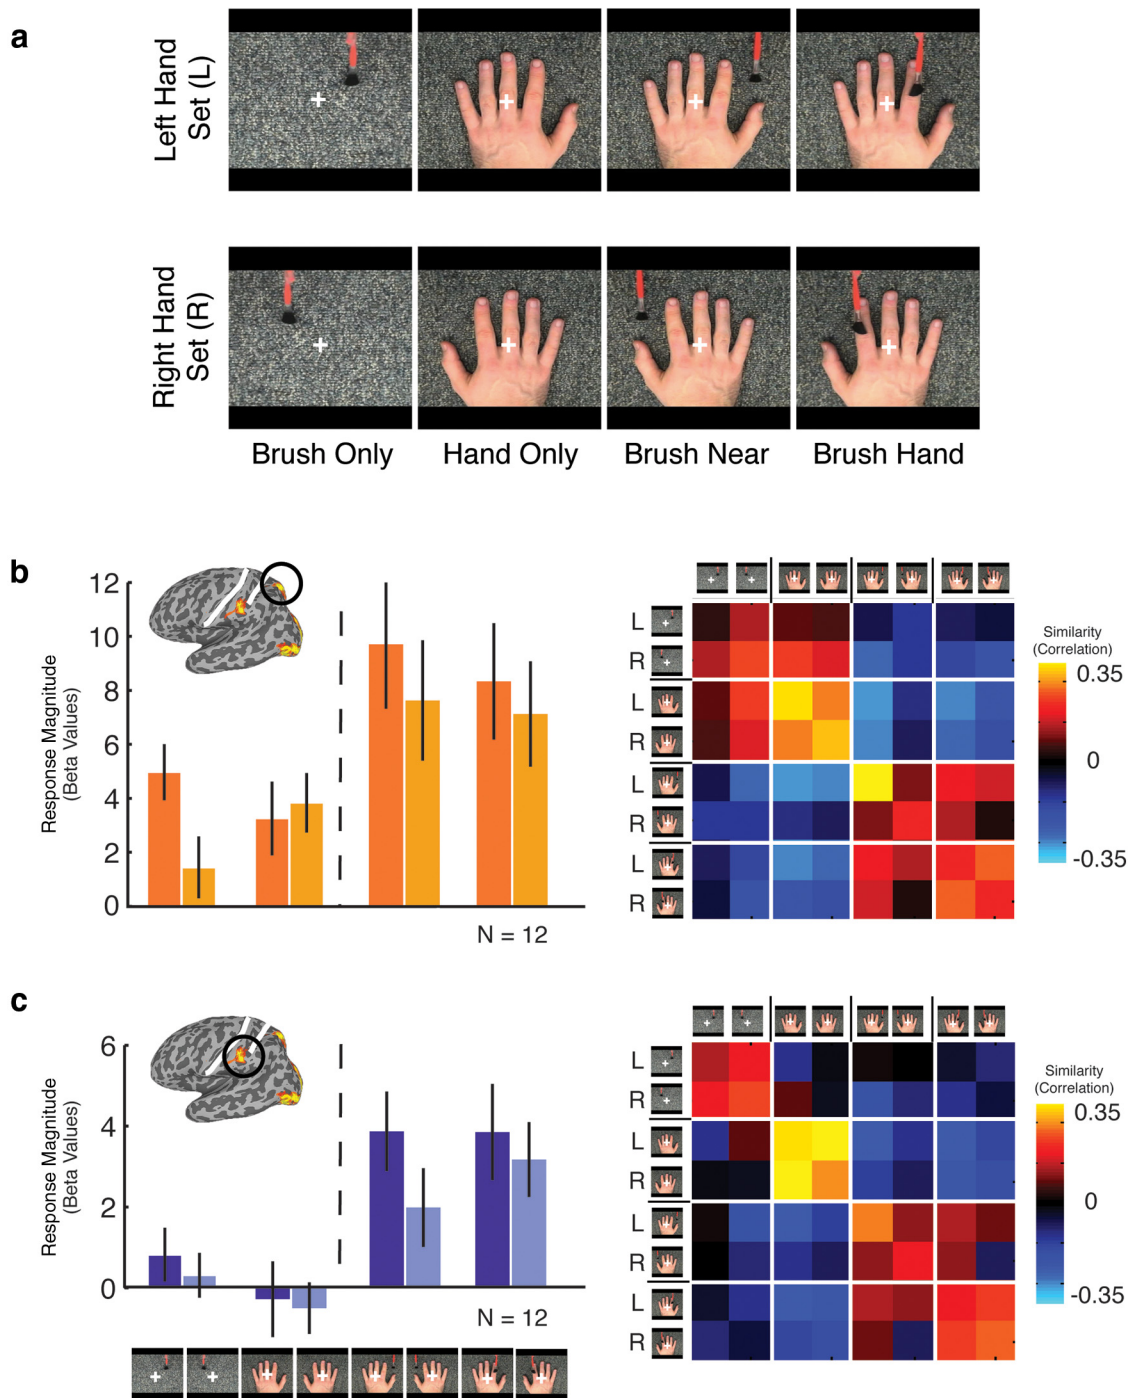 a
Left Hand
Set (L)
Right Hand
Set (R)
Brush Only
Hand Only
Brush Near
Brush Hand
b
Response Magnitude
(Beta Values)
12
10
8
6
4
2
0
N = 12
L
R
L
R
L
R
L
R
Similarity
(Correlation)
0.35
0
-0.35
c
Response Magnitude
(Beta Values)
6
4
2
0
N = 12
L
R
L
R
L
R
L
R
Similarity
(Correlation)
0.35
0
-0.35